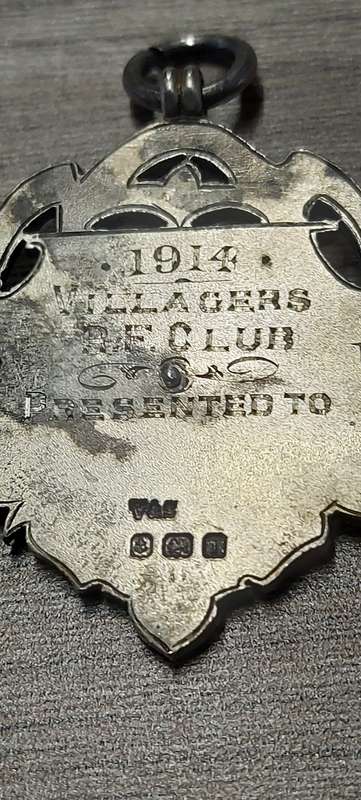 · 1914 ·
VILLAGERS
R.F. CLUB
PRESENTED TO
V&S